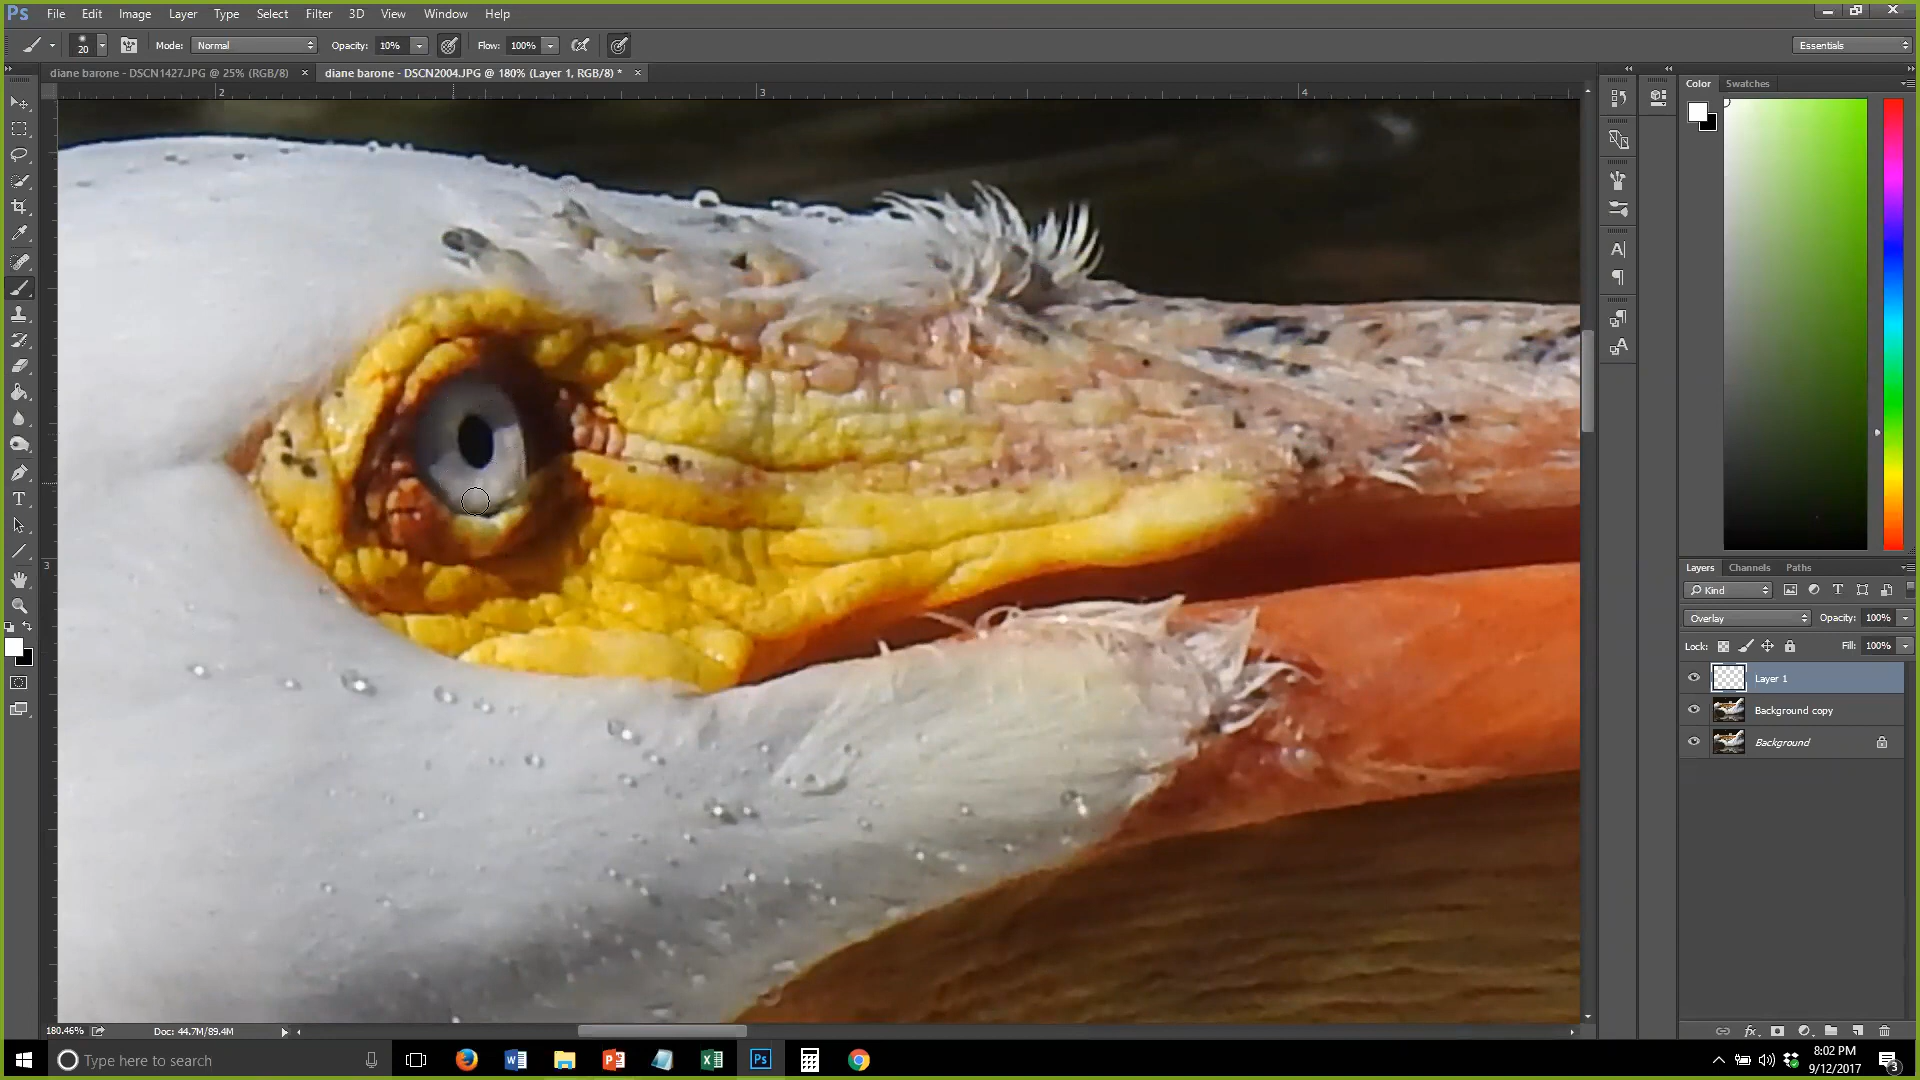 Ps File Edit Image Layer Type Select Filter 3D View Window Help
20 Mode: Normal Opacity: 10% Flow: 100% Essentials
diane barone - DSCN1427.JPG @ 25% (RGB/8) × diane barone - DSCN2004.JPG @ 180% (Layer 1, RGB/8) * ×
2 3 4
Color Swatches
3
Layers Channels Paths
Kind
Overlay Opacity: 100%
Lock: Fill: 100%
Layer 1
Background copy
Background
180.46% Doc: 44.7M/89.4M
Type here to search
8:02 PM
9/12/2017
3